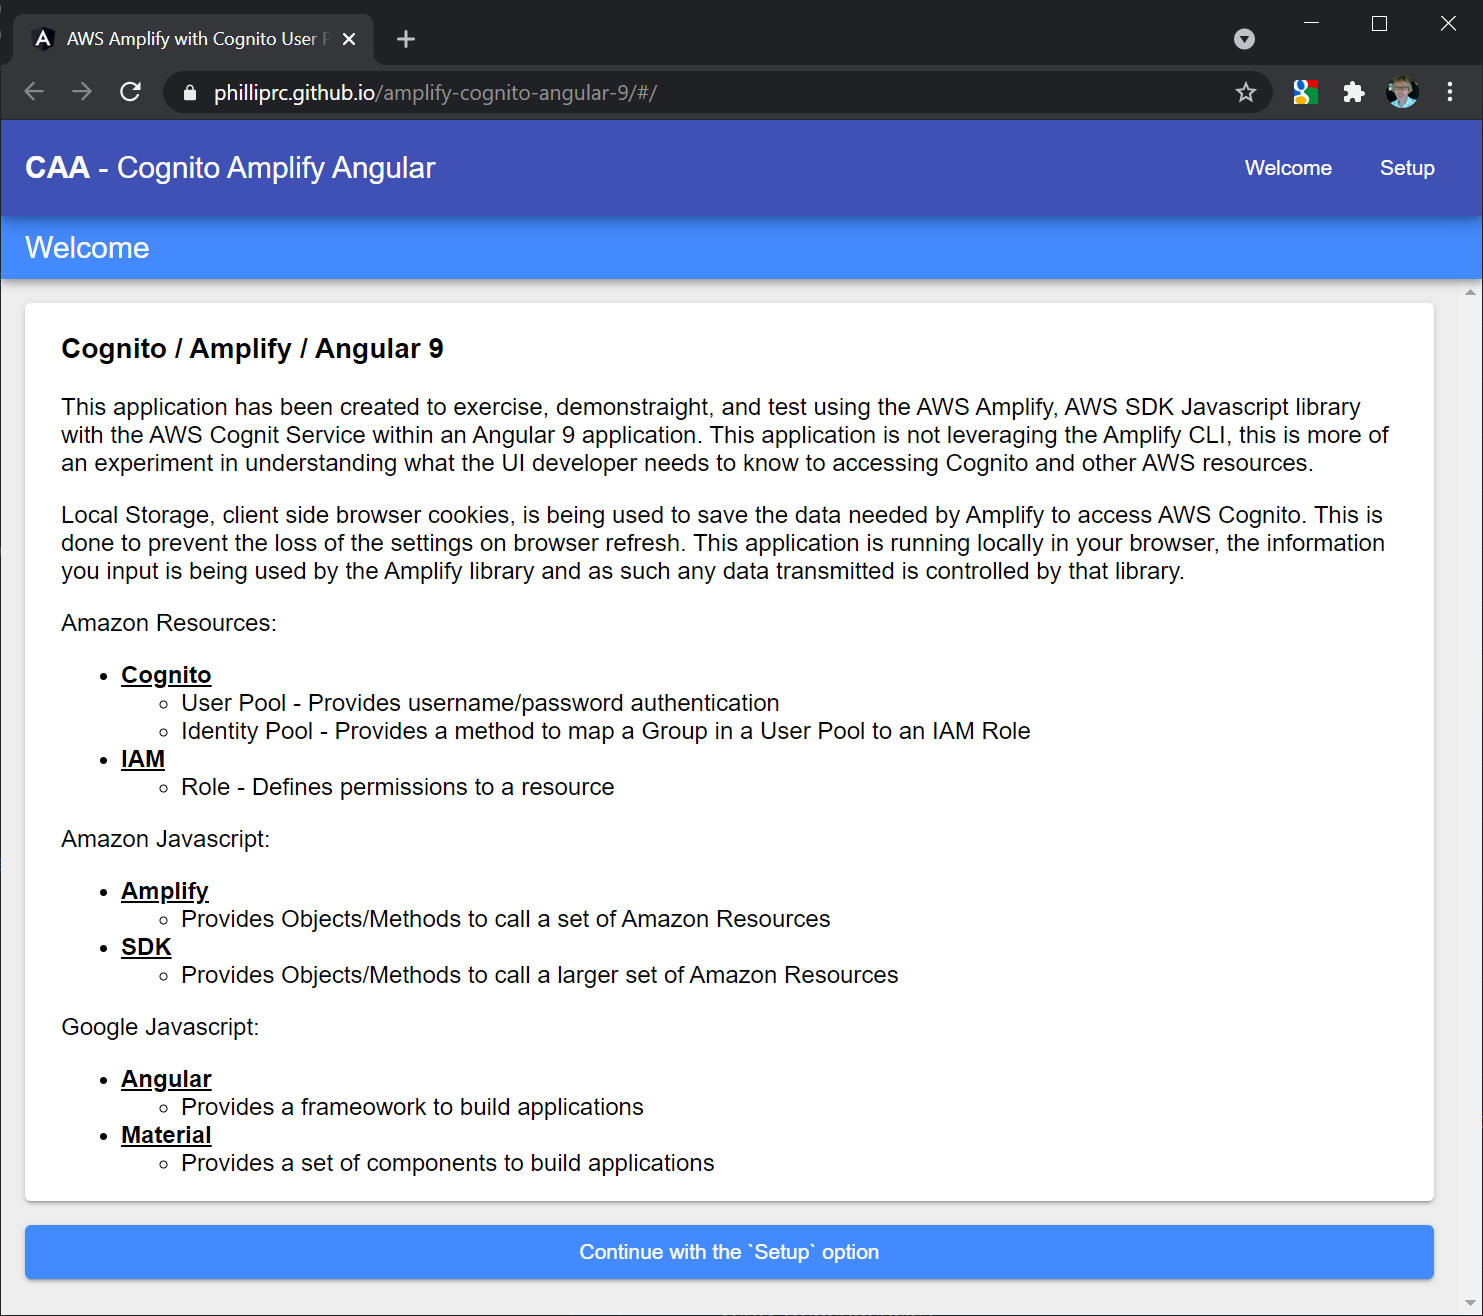 AWS Amplify with Cognito User
philliprc.github.io/amplify-cognito-angular-9/#/
CAA - Cognito Amplify Angular
Welcome
Setup
Welcome
Cognito / Amplify / Angular 9
This application has been created to exercise, demonstraight, and test using the AWS Amplify, AWS SDK Javascript library
with the AWS Cognit Service within an Angular 9 application. This application is not leveraging the Amplify CLI, this is more of
an experiment in understanding what the UI developer needs to know to accessing Cognito and other AWS resources.
Local Storage, client side browser cookies, is being used to save the data needed by Amplify to access AWS Cognito. This is
done to prevent the loss of the settings on browser refresh. This application is running locally in your browser, the information
you input is being used by the Amplify library and as such any data transmitted is controlled by that library.
Amazon Resources:
Cognito
User Pool - Provides username/password authentication
Identity Pool - Provides a method to map a Group in a User Pool to an IAM Role
IAM
Role - Defines permissions to a resource
Amazon Javascript:
Amplify
Provides Objects/Methods to call a set of Amazon Resources
SDK
Provides Objects/Methods to call a larger set of Amazon Resources
Google Javascript:
Angular
Provides a frameowork to build applications
Material
Provides a set of components to build applications
Continue with the `Setup` option